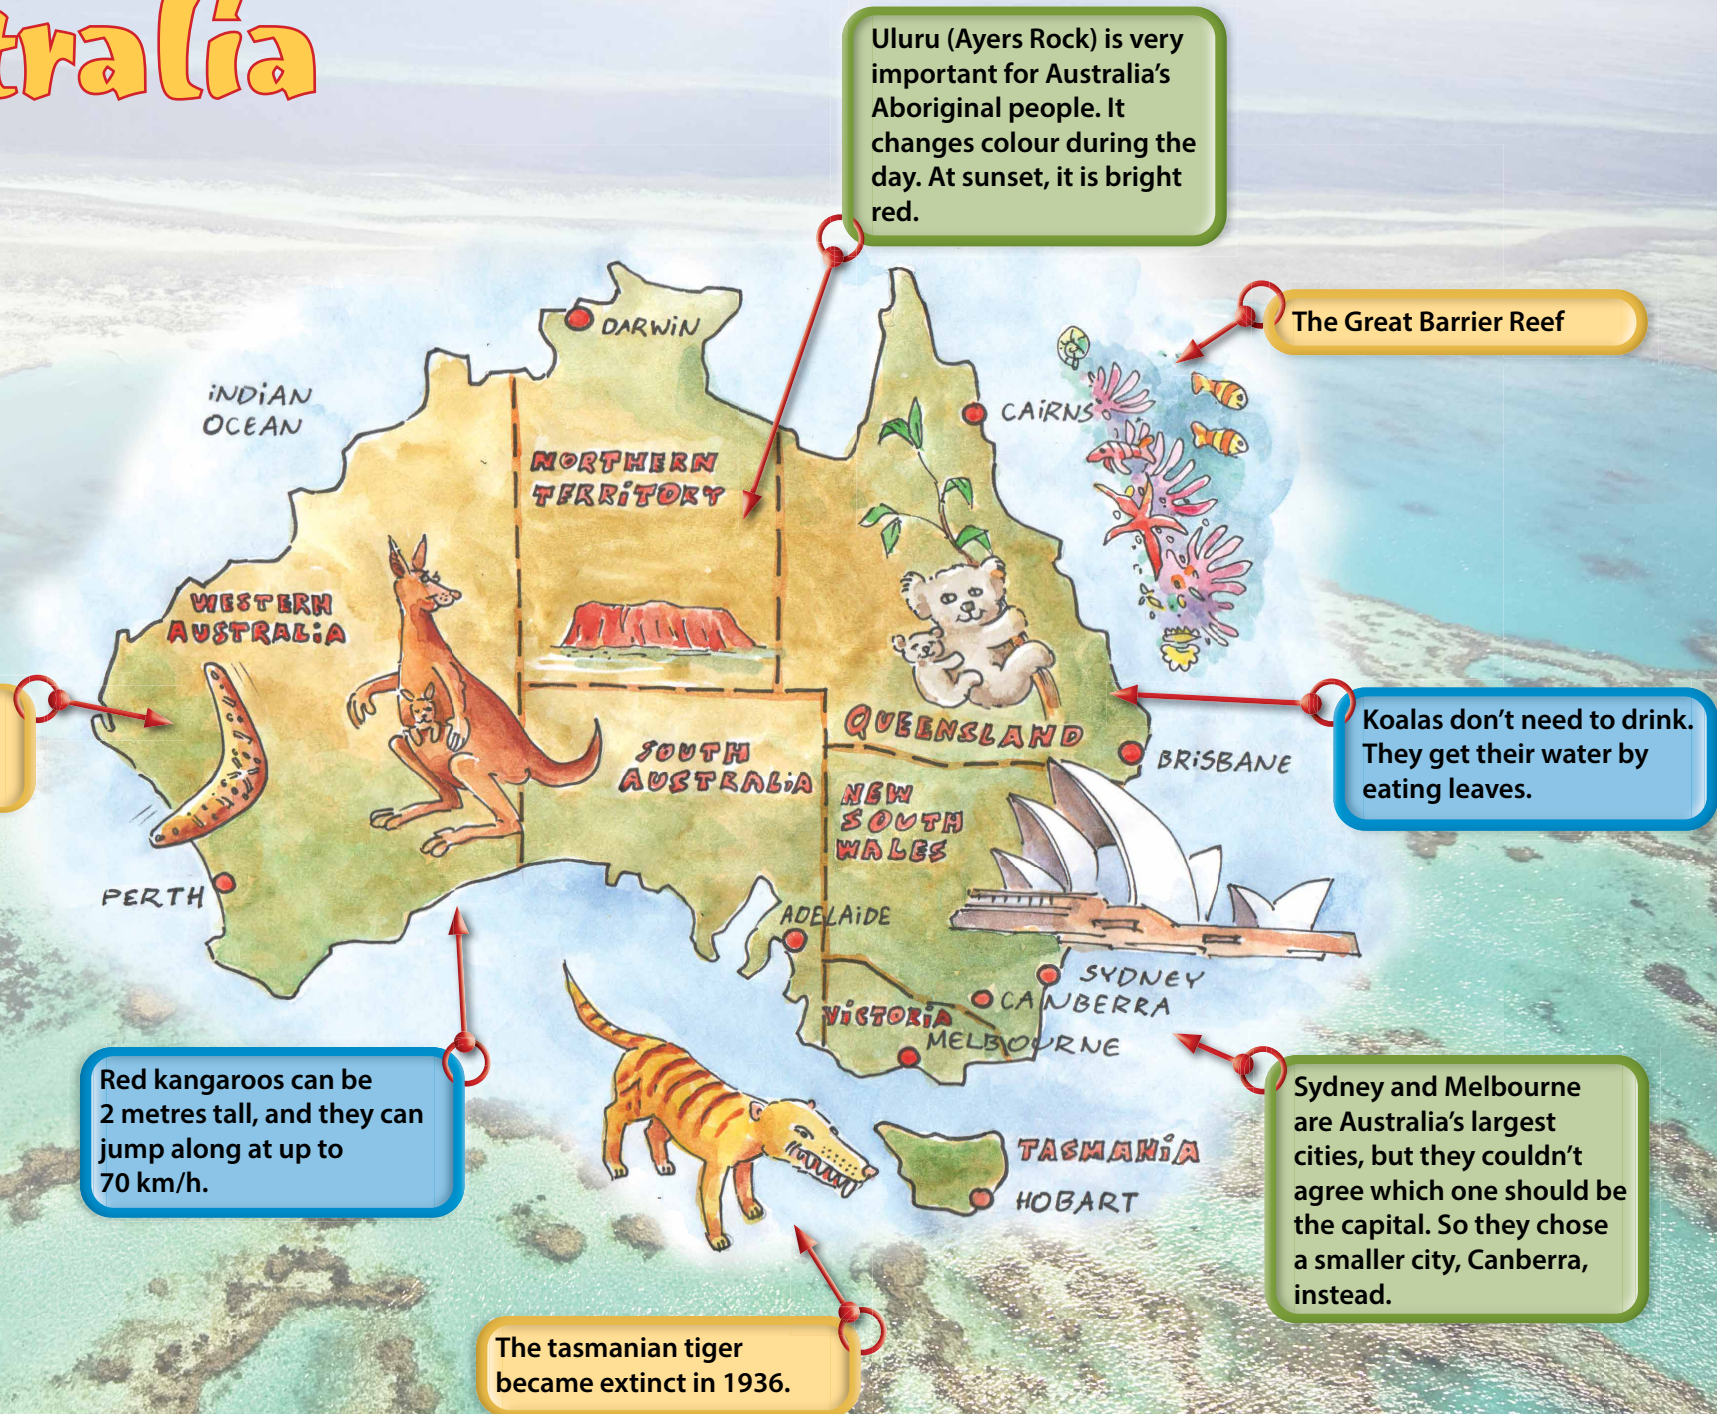 tralia
Uluru (Ayers Rock) is very
important for Australia's
Aboriginal people. It
changes colour during the
day. At sunset, it is bright
red.
The Great Barrier Reef
DARWiN
iNDiAN
OCEAN
CAiRNS
NORTHERN
TERRiTORY
WESTERN
AUSTRALiA
QUEENSLAND
SOUTH
AUSTRALiA
BRiSBANE
Koalas don't need to drink.
They get their water by
eating leaves.
NEW
SOUTH
WALES
PERTH
ADELAiDE
SYDNEY
CANBERRA
ViCTORiA
MELBOURNE
Red kangaroos can be
2 metres tall, and they can
jump along at up to
70 km/h.
Sydney and Melbourne
are Australia's largest
cities, but they couldn't
agree which one should be
the capital. So they chose
a smaller city, Canberra,
instead.
TASMANiA
HOBART
The tasmanian tiger
became extinct in 1936.